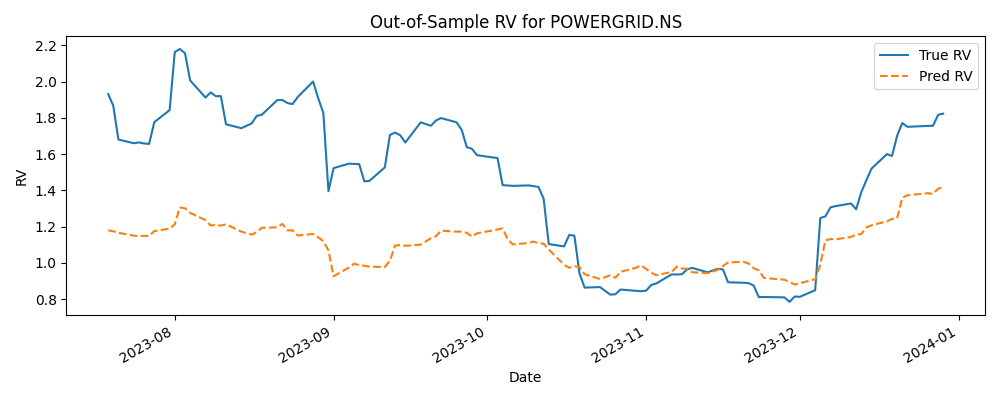 Out-of-Sample RV for POWERGRID.NS
True RV
Pred RV
RV
2.2
2.0
1.8
1.6
1.4
1.2
1.0
0.8
2023-08
2023-09
2023-10
2023-11
2023-12
2024-01
Date